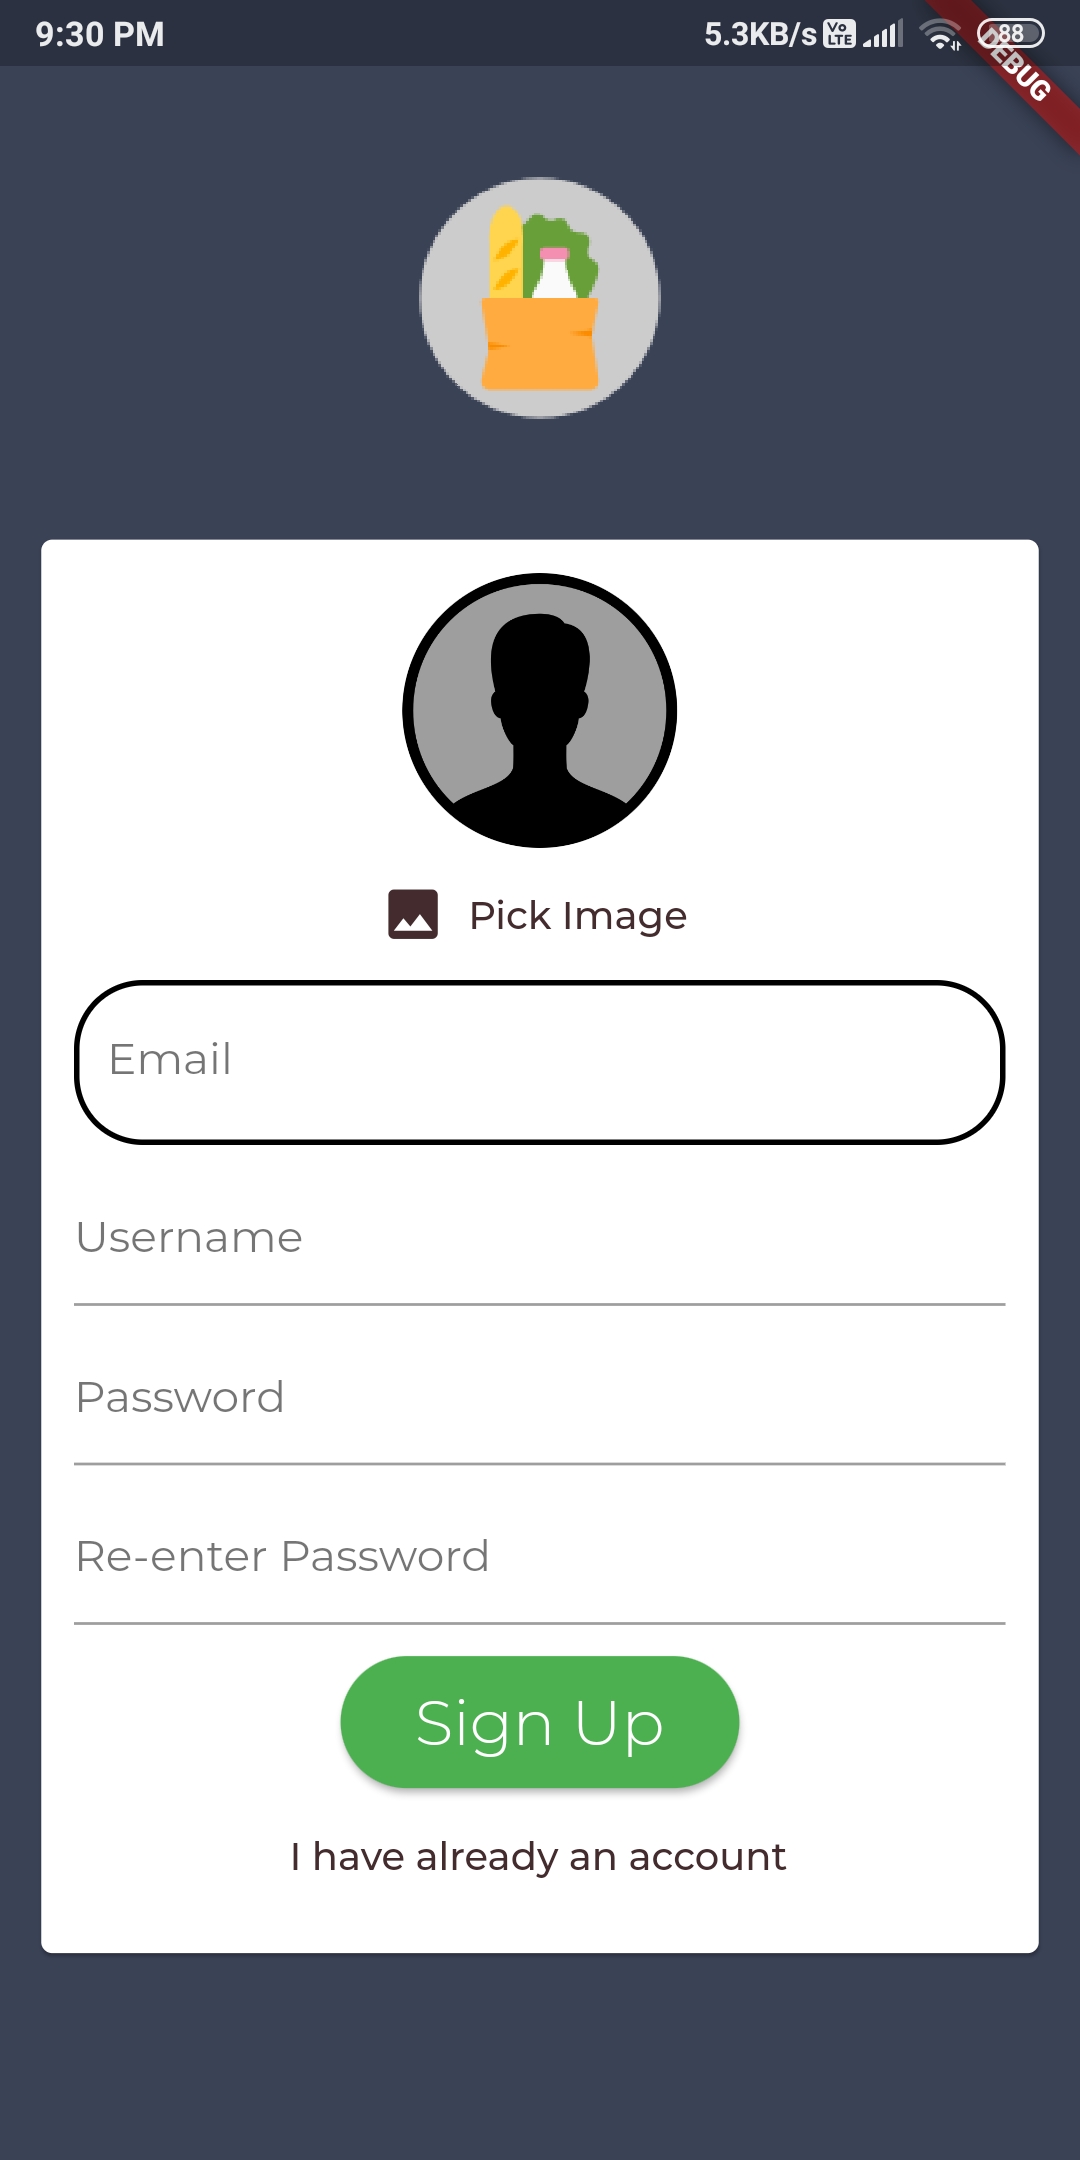 9:30 PM 5.3KB/s Vo LTE 88
DEBUG
Pick Image
Email
Username
Password
Re-enter Password
Sign Up
I have already an account